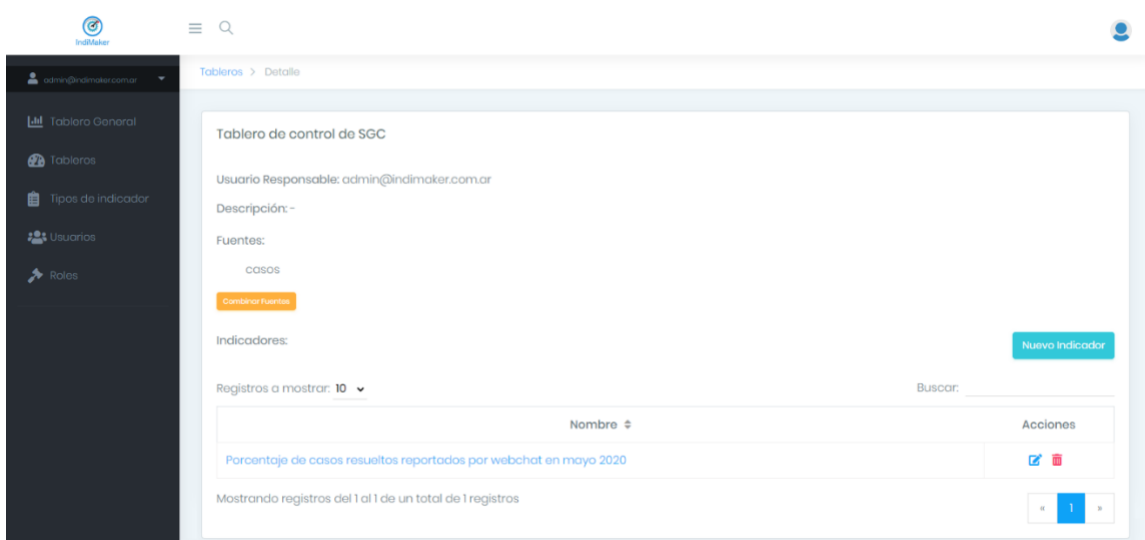 IndiMaker
admin@indimaker.com.ar
Tablero General
Tableros
Tipos de indicador
Usuarios
Roles
Tableros > Detalle
Tablero de control de SGC
Usuario Responsable: admin@indimaker.com.ar
Descripción: -
Fuentes:
casos
Combinar Fuentes
Indicadores:
Nuevo Indicador
Registros a mostrar: 10
Buscar:
Nombre
Acciones
Porcentaje de casos resueltos reportados por webchat en mayo 2020
Mostrando registros del 1 al 1 de un total de 1 registros
« 1 »